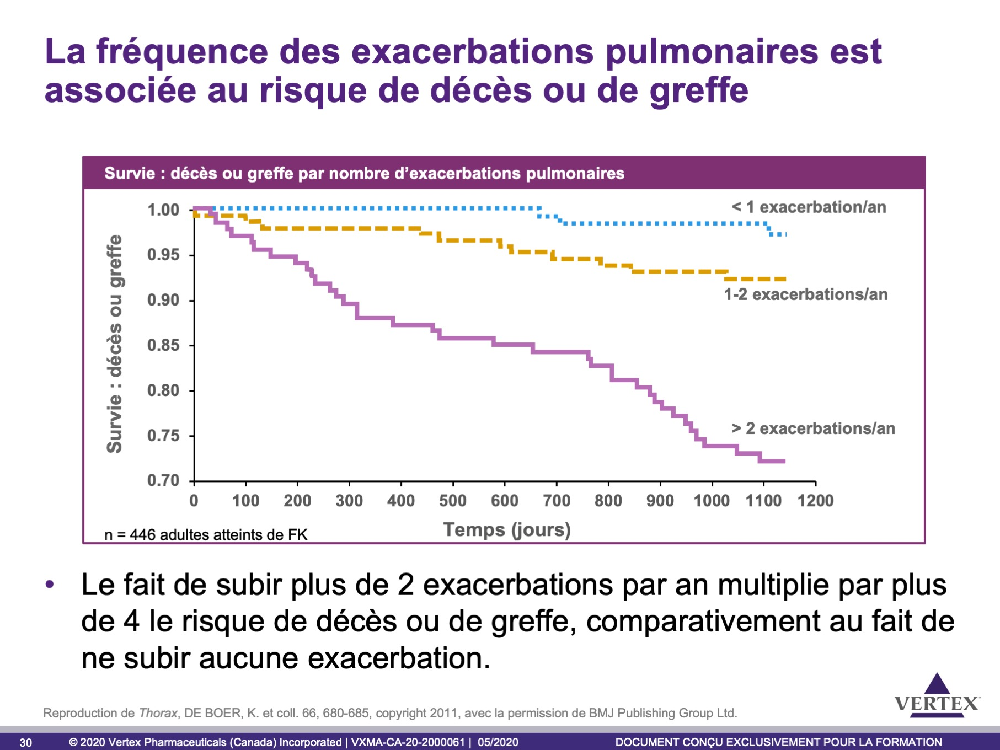 La fréquence des exacerbations pulmonaires est
associée au risque de décès ou de greffe
Survie : décès ou greffe par nombre d’exacerbations pulmonaires
Survie : décès ou greffe
1.00
0.95
0.90
0.85
0.80
0.75
0.70
< 1 exacerbation/an
1-2 exacerbations/an
> 2 exacerbations/an
0 100 200 300 400 500 600 700 800 900 1000 1100 1200
Temps (jours)
n = 446 adultes atteints de FK
• Le fait de subir plus de 2 exacerbations par an multiplie par plus
de 4 le risque de décès ou de greffe, comparativement au fait de
ne subir aucune exacerbation.
VERTEX
Reproduction de Thorax, DE BOER, K. et coll. 66, 680-685, copyright 2011, avec la permission de BMJ Publishing Group Ltd.
30 © 2020 Vertex Pharmaceuticals (Canada) Incorporated | VXMA-CA-20-2000061 | 05/2020 DOCUMENT CONÇU EXCLUSIVEMENT POUR LA FORMATION